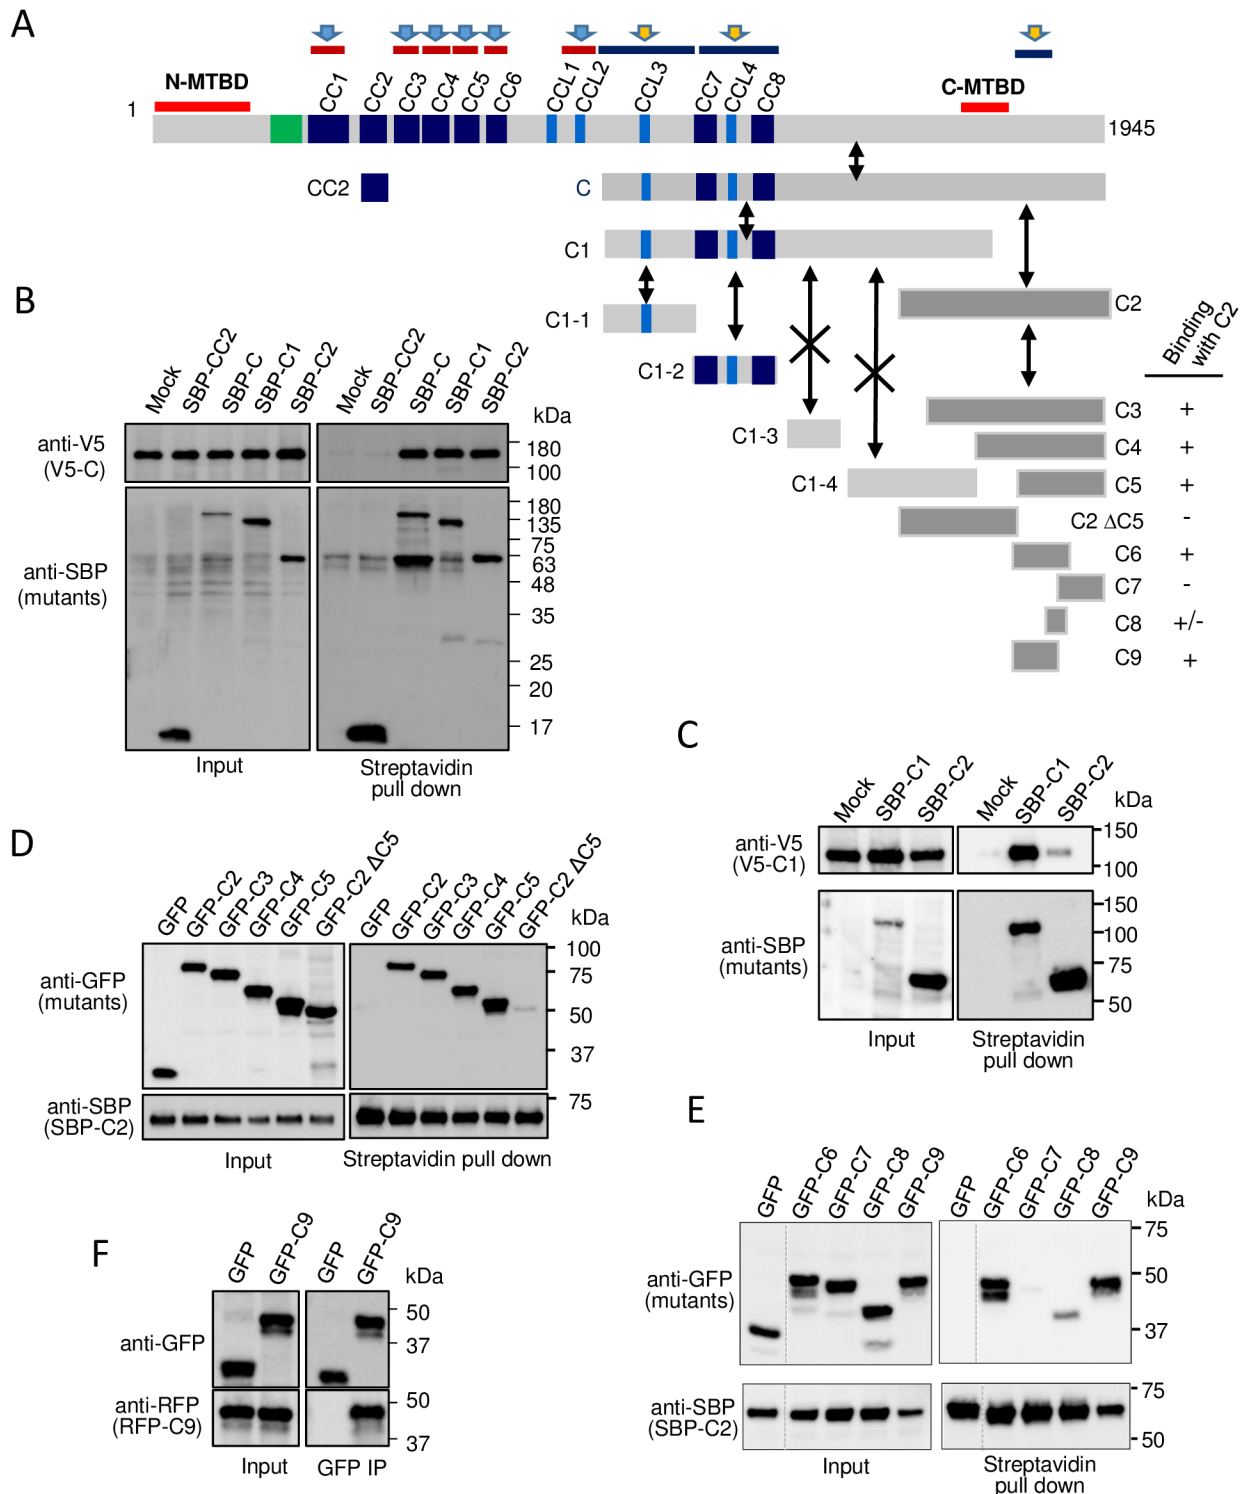 A
N-MTBD
CC1
CC2
CC3
CC4
CC5
CC6
CCL1
CCL2
CCL3
CC7
CCL4
CC8
C-MTBD
1
1945
CC2
C
C1
C1-1
C2
C1-2
Binding
with C2
C3 +
C1-3
C4 +
C1-4
C5 +
C2 ΔC5 -
C6 +
C7 -
C8 +/-
C9 +
B
Mock
SBP-CC2
SBP-C
SBP-C1
SBP-C2
Mock
SBP-CC2
SBP-C
SBP-C1
SBP-C2
kDa
anti-V5
(V5-C)
180
100
anti-SBP
(mutants)
180
135
75
63
48
35
25
20
17
Input
Streptavidin
pull down
C
Mock
SBP-C1
SBP-C2
Mock
SBP-C1
SBP-C2
kDa
anti-V5
(V5-C1)
150
100
anti-SBP
(mutants)
150
100
75
50
Input
Streptavidin
pull down
D
GFP
GFP-C2
GFP-C3
GFP-C4
GFP-C5
GFP-C2 ΔC5
GFP
GFP-C2
GFP-C3
GFP-C4
GFP-C5
GFP-C2 ΔC5
kDa
anti-GFP
(mutants)
100
75
50
37
anti-SBP
(SBP-C2)
75
Input
Streptavidin pull down
E
GFP
GFP-C6
GFP-C7
GFP-C8
GFP-C9
GFP
GFP-C6
GFP-C7
GFP-C8
GFP-C9
kDa
anti-GFP
(mutants)
75
50
37
anti-SBP
(SBP-C2)
75
50
Input
Streptavidin
pull down
F
GFP
GFP-C9
GFP
GFP-C9
kDa
anti-GFP
50
37
anti-RFP
(RFP-C9)
50
37
Input
GFP IP